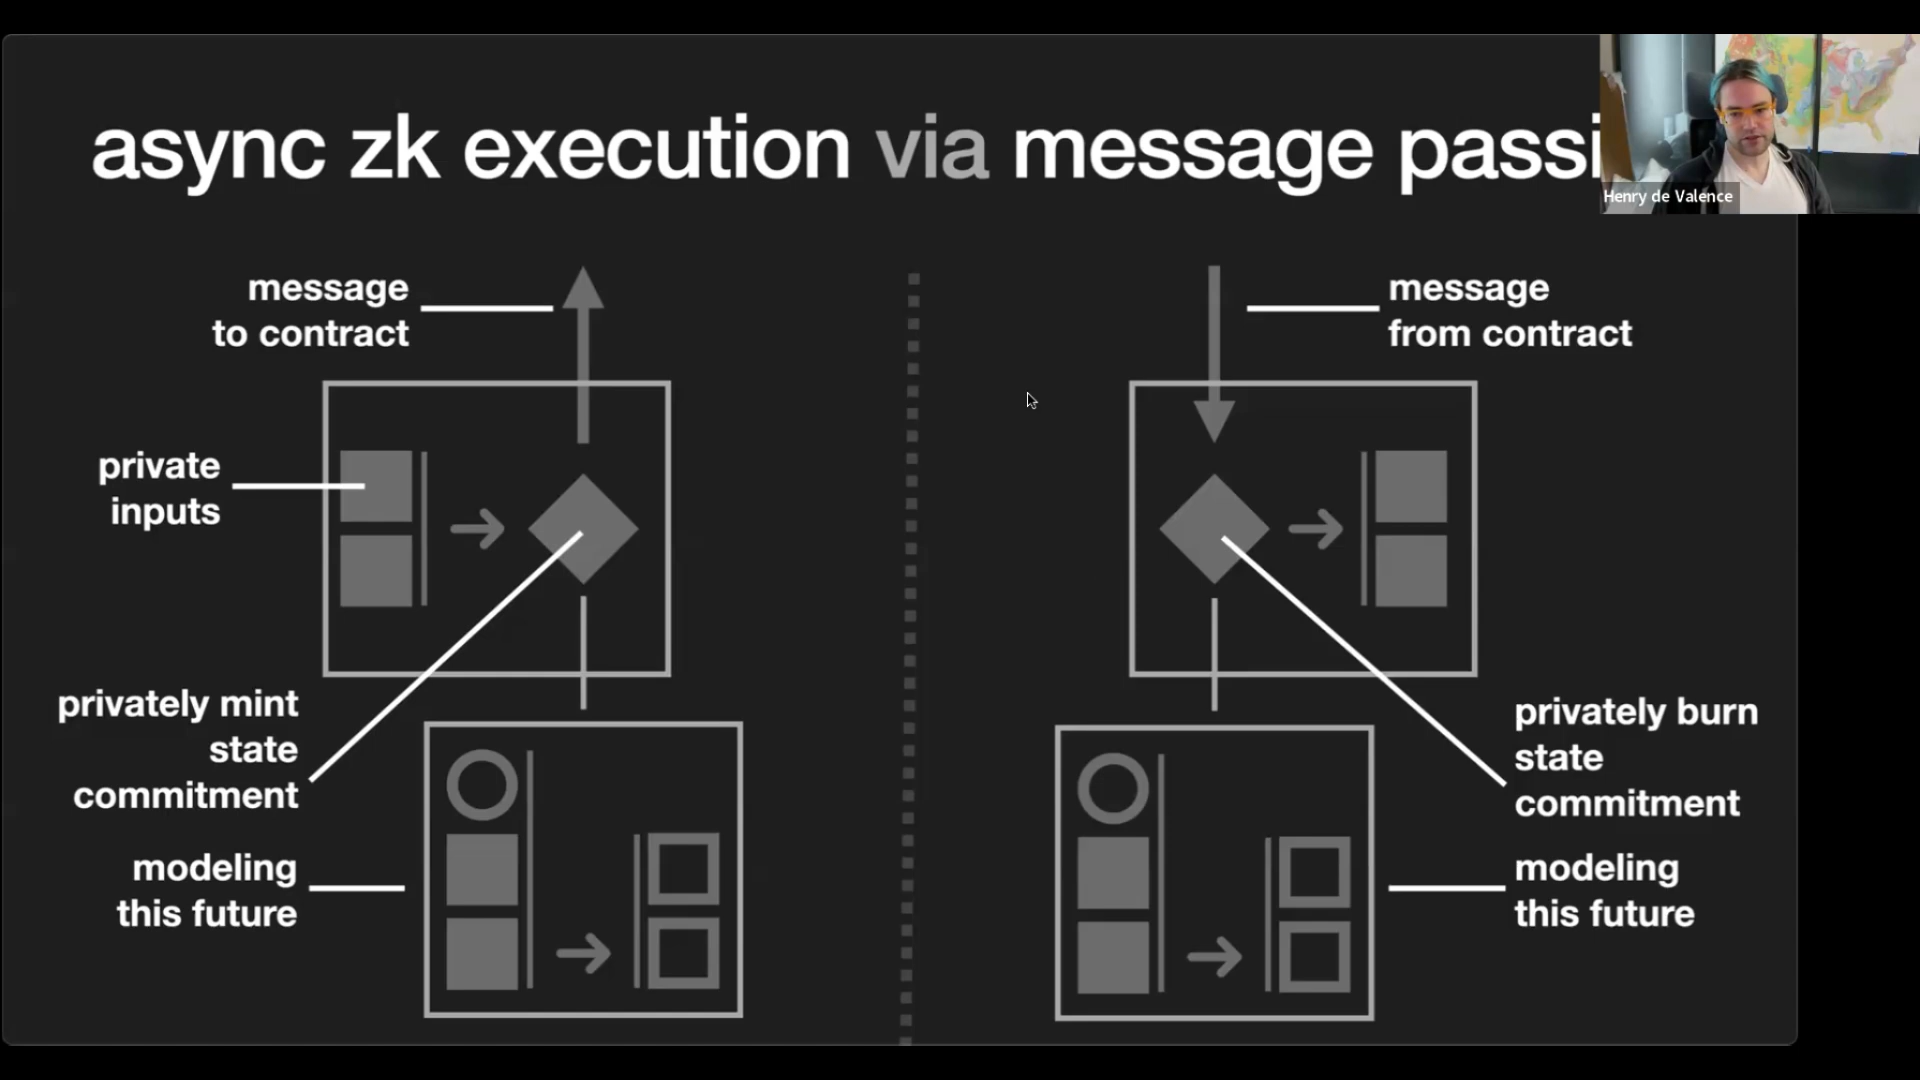 async zk execution via message passi
Henry de Valence
message
to contract
message
from contract
private
inputs
privately mint
state
commitment
privately burn
state
commitment
modeling
this future
modeling
this future